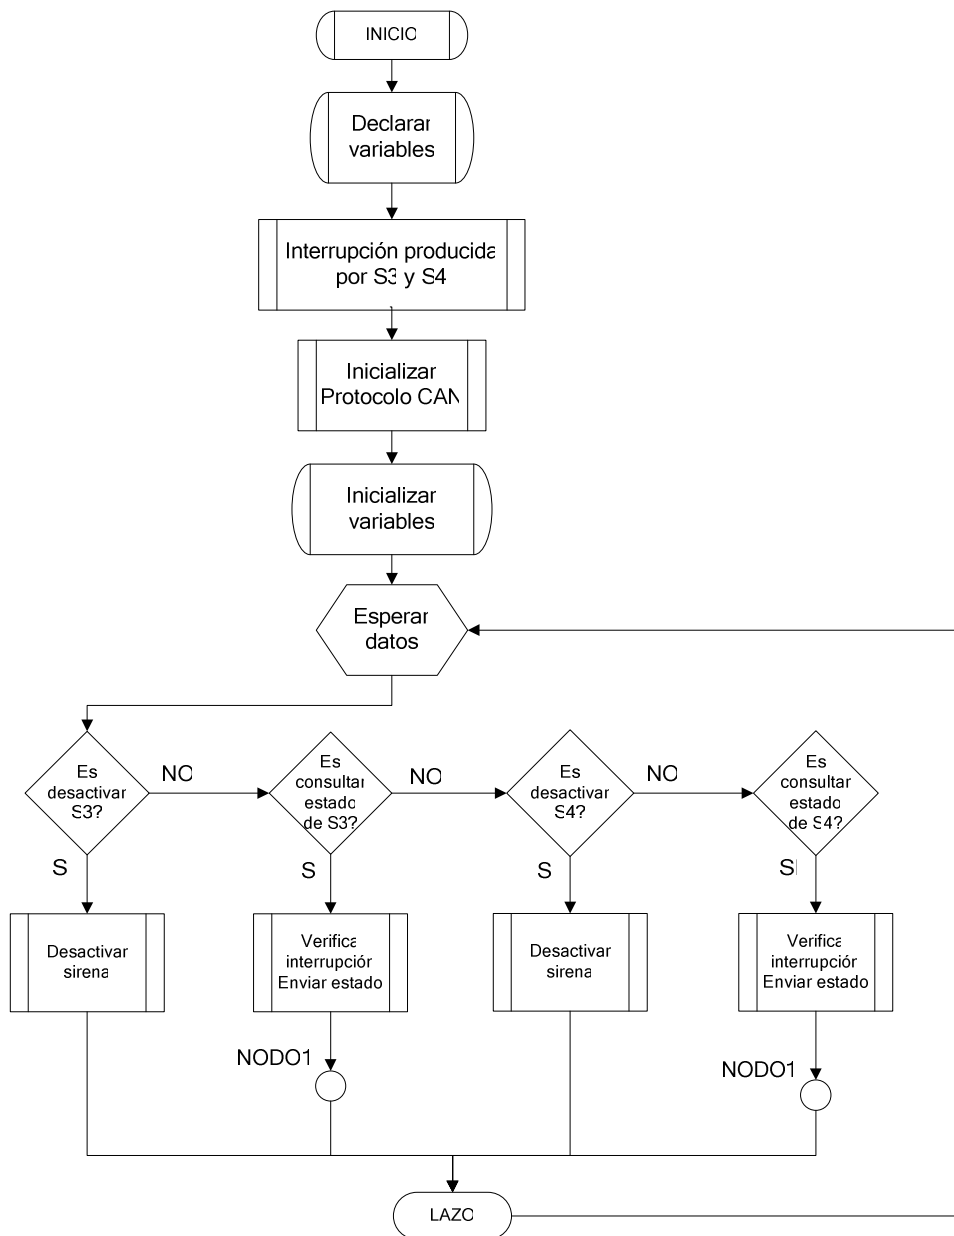 INICIO
Declarar
variables
Interrupción producida
por S3 y S4
Inicializar
Protocolo CAN
Inicializar
variables
Esperar
datos
Es
desactivar
S3?
NO
Es
consultar
estado
de S3?
NO
Es
desactivar
S4?
NO
Es
consultar
estado
de S4?
S
S
S
SI
Desactivar
sirena
Verifica
interrupción
Enviar estado
Desactivar
sirena
Verifica
interrupción
Enviar estado
NODO1
NODO1
LAZO